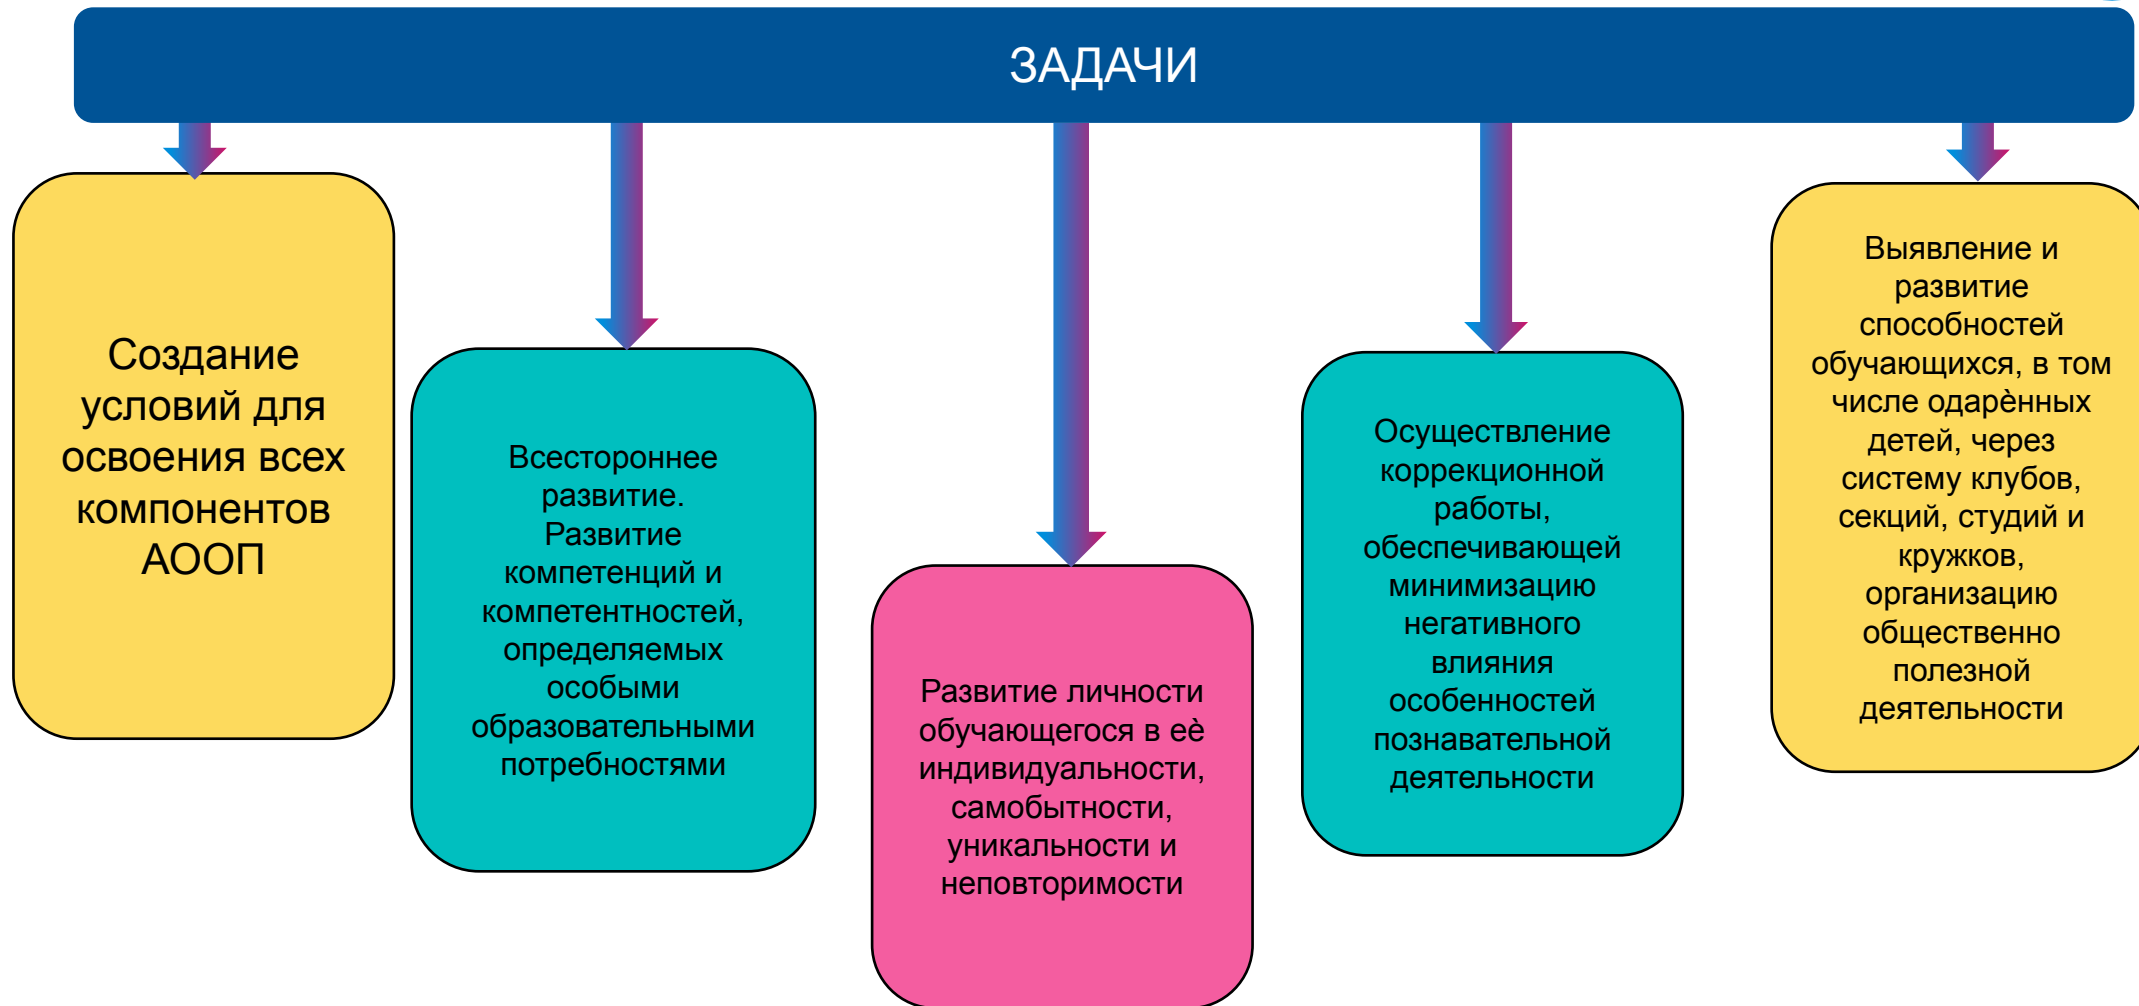 ЗАДАЧИ
Создание
условий для
освоения всех
компонентов
АООП
Всестороннее
развитие.
Развитие
компетенций и
компетентностей,
определяемых
особыми
образовательными
потребностями
Развитие личности
обучающегося в еѐ
индивидуальности,
самобытности,
уникальности и
неповторимости
Осуществление
коррекционной
работы,
обеспечивающей
минимизацию
негативного
влияния
особенностей
познавательной
деятельности
Выявление и
развитие
способностей
обучающихся, в том
числе одарѐнных
детей, через
систему клубов,
секций, студий и
кружков,
организацию
общественно
полезной
деятельности